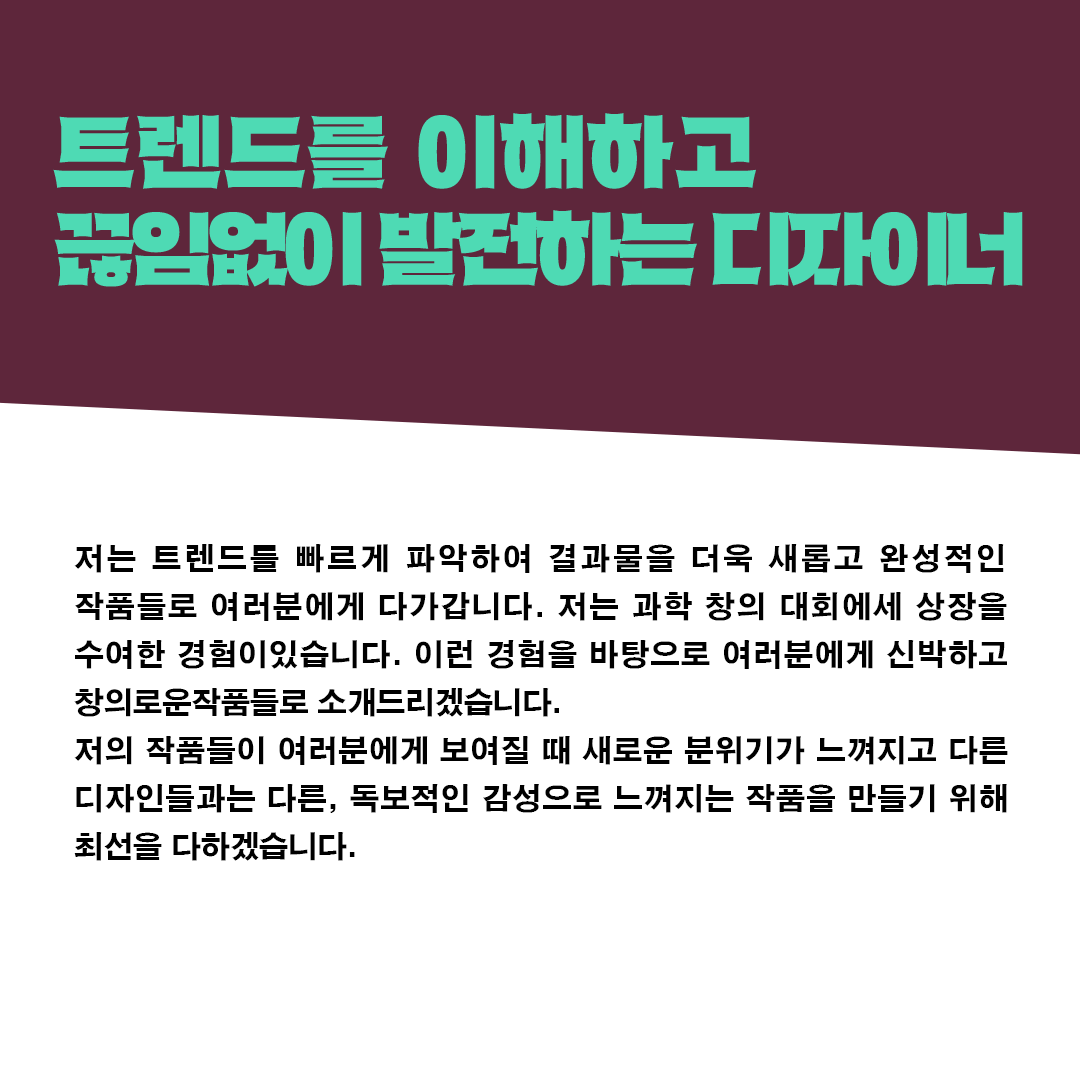 트렌드를 이해하고
끊임없이 발전하는 디자이너
저는 트렌드틀 빠르게 파악하여 결과물을 더욱 새롭고 완성적인
작품들로 여러분에게 다가갑니다. 저는 과학 창의 대회에세 상장을
수여한 경험이있습니다. 이런 경험을 바탕으로 여러분에게 신박하고
창의로운작품들로 소개드리겠습니다.
저의 작품들이 여러분에게 보여질 때 새로운 분위기가 느껴지고 다른
디자인들과는 다른, 독보적인 감성으로 느껴지는 작품을 만들기 위해
최선을 다하겠습니다.